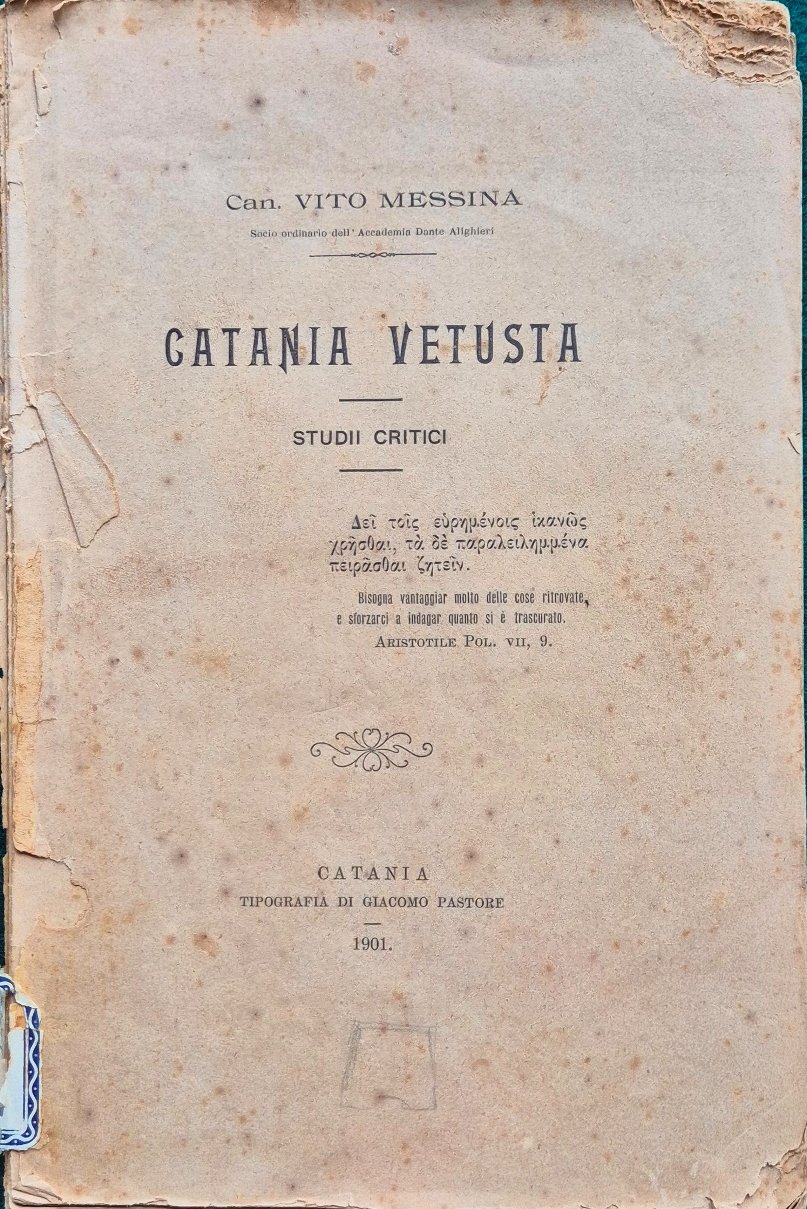 Can. VITO MESSINA
Socio ordinario dell' Accademia Dante Alighieri
CATANIA VETUSTA
STUDII CRITICI
Δεῖ τοῖς εὑρημένοις ἱκανῶς
χρῆσθαι, τὰ δὲ παραλειλημμένα
πειρᾶσθαι ζητεῖν.
Bisogna vantaggiar molto delle cose ritrovate,
e sforzarci a indagar quanto si è trascurato.
ARISTOTILE POL. VII, 9.
CATANIA
TIPOGRAFIA DI GIACOMO PASTORE
1901.